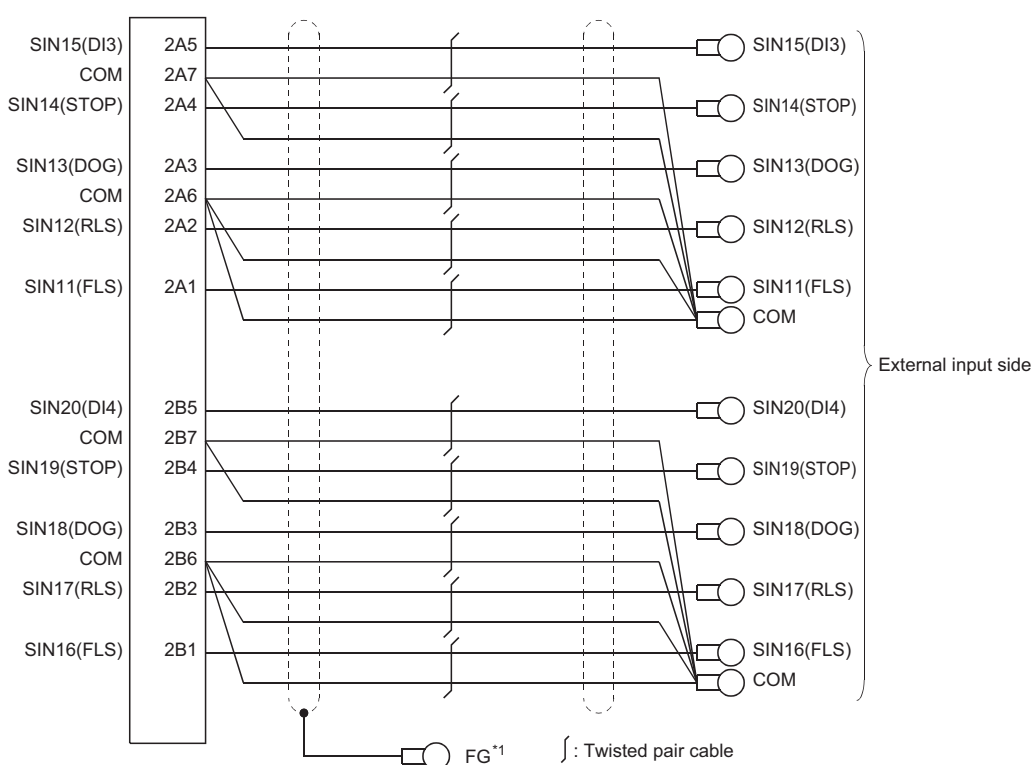 SIN15(DI3) 2A5 SIN15(DI3)
COM 2A7
SIN14(STOP) 2A4 SIN14(STOP)
SIN13(DOG) 2A3 SIN13(DOG)
COM 2A6
SIN12(RLS) 2A2 SIN12(RLS)
SIN11(FLS) 2A1 SIN11(FLS)
COM
External input side
SIN20(DI4) 2B5 SIN20(DI4)
COM 2B7
SIN19(STOP) 2B4 SIN19(STOP)
SIN18(DOG) 2B3 SIN18(DOG)
COM 2B6
SIN17(RLS) 2B2 SIN17(RLS)
SIN16(FLS) 2B1 SIN16(FLS)
COM
FG*1 : Twisted pair cable